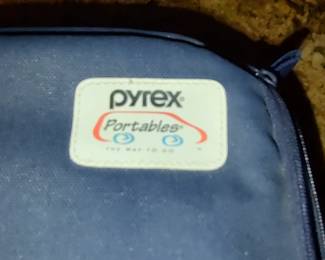 pyrex®
Portables®
THE WAY TO GO